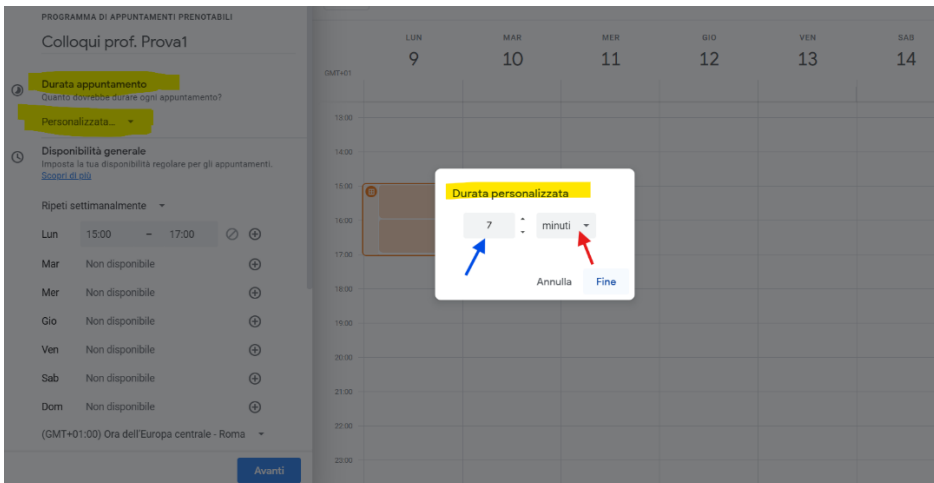 PROGRAMMA DI APPUNTAMENTI PRENOTABILI
Colloqui prof. Prova1
Durata appuntamento
Quanto dovrebbe durare ogni appuntamento?
Personalizzata...
Disponibilità generale
Imposta la tua disponibilità regolare per gli appuntamenti.
Scopri di più
Ripeti settimanalmente
Lun 15:00 – 17:00
Mar Non disponibile
Mer Non disponibile
Gio Non disponibile
Ven Non disponibile
Sab Non disponibile
Dom Non disponibile
(GMT+01:00) Ora dell'Europa centrale - Roma
Avanti
LUN MAR MER GIO VEN SAB
9 10 11 12 13 14
GMT+01
13:00
14:00
15:00
16:00
17:00
18:00
19:00
20:00
21:00
22:00
23:00
Durata personalizzata
7 minuti
Annulla Fine